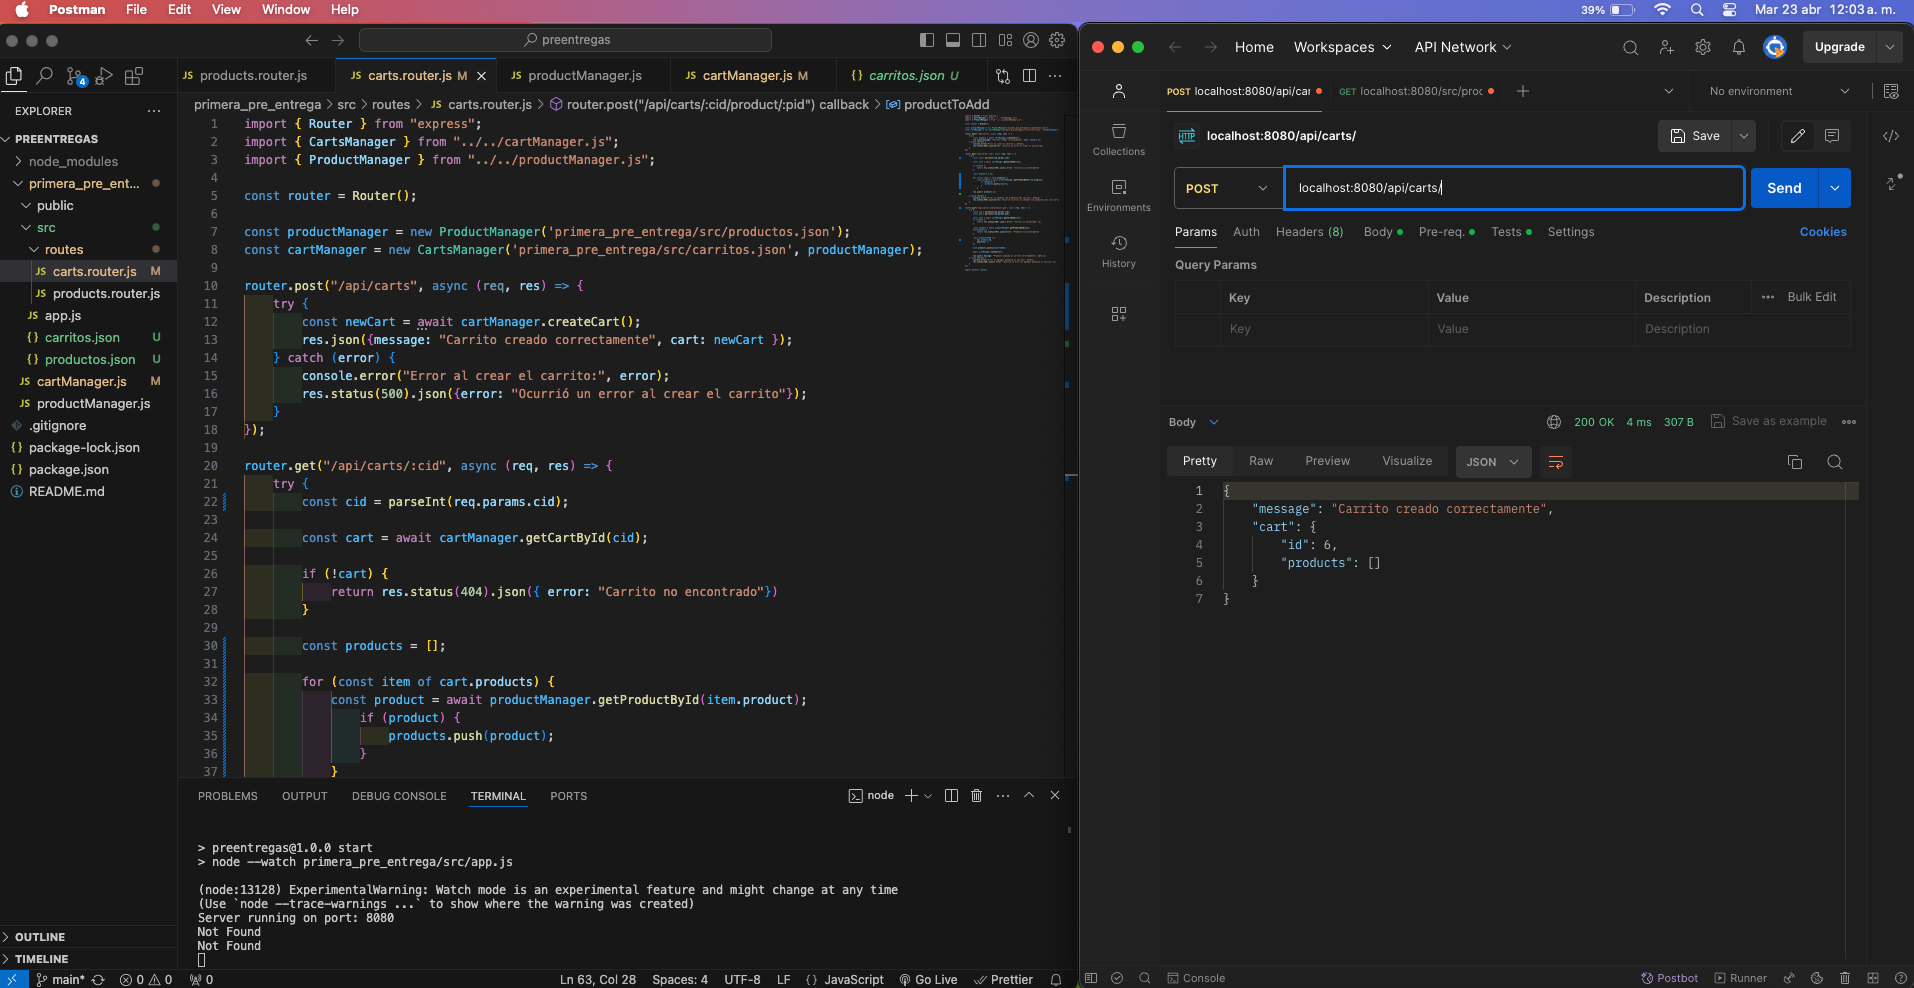 Postman File Edit View Window Help 39% Mar 23 abr 12:03 a. m.
preentregas
products.router.js carts.router.js M productManager.js cartManager.js M carritos.json U
EXPLORER
primera_pre_entrega > src > routes > JS carts.router.js > router.post("/api/carts/:cid/product/:pid") callback > productToAdd
PREENTREGAS
node_modules
primera_pre_ent...
public
src
routes
JS carts.router.js M
JS products.router.js
JS app.js
{} carritos.json U
{} productos.json U
JS cartManager.js M
JS productManager.js
.gitignore
{} package-lock.json
{} package.json
README.md
OUTLINE
TIMELINE
1 import { Router } from "express";
2 import { CartsManager } from "../../cartManager.js";
3 import { ProductManager } from "../../productManager.js";
4
5 const router = Router();
6
7 const productManager = new ProductManager('primera_pre_entrega/src/productos.json');
8 const cartManager = new CartsManager('primera_pre_entrega/src/carritos.json', productManager);
9
10 router.post("/api/carts", async (req, res) => {
11 try {
12 const newCart = await cartManager.createCart();
13 res.json({message: "Carrito creado correctamente", cart: newCart });
14 } catch (error) {
15 console.error("Error al crear el carrito:", error);
16 res.status(500).json({error: "Ocurrió un error al crear el carrito"});
17 }
18 });
19
20 router.get("/api/carts/:cid", async (req, res) => {
21 try {
22 const cid = parseInt(req.params.cid);
23
24 const cart = await cartManager.getCartById(cid);
25
26 if (!cart) {
27 return res.status(404).json({ error: "Carrito no encontrado"})
28 }
29
30 const products = [];
31
32 for (const item of cart.products) {
33 const product = await productManager.getProductById(item.product);
34 if (product) {
35 products.push(product);
36 }
37 }
PROBLEMS OUTPUT DEBUG CONSOLE TERMINAL PORTS node
> preentregas@1.0.0 start
> node --watch primera_pre_entrega/src/app.js
(node:13128) ExperimentalWarning: Watch mode is an experimental feature and might change at any time
(Use `node --trace-warnings ...` to show where the warning was created)
Server running on port: 8080
Not Found
Not Found
main* 0 0 0 Ln 63, Col 28 Spaces: 4 UTF-8 LF {} JavaScript Go Live Prettier
Home Workspaces API Network Upgrade
POST localhost:8080/api/car GET localhost:8080/src/proc No environment
Collections
Environments
History
HTTP localhost:8080/api/carts/ Save
POST localhost:8080/api/carts/ Send
Params Auth Headers (8) Body Pre-req. Tests Settings Cookies
Query Params
Key Value Description Bulk Edit
Key Value Description
Body 200 OK 4 ms 307 B Save as example
Pretty Raw Preview Visualize JSON
1 {
2 "message": "Carrito creado correctamente",
3 "cart": {
4 "id": 6,
5 "products": []
6 }
7 }
Console Postbot Runner